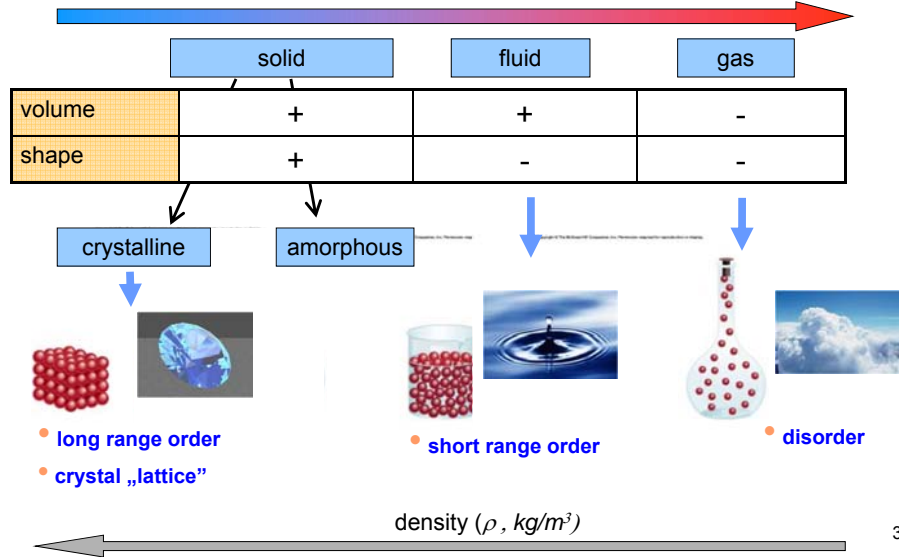 solid fluid gas
volume + + -
shape + - -
crystalline amorphous
• long range order
• crystal „lattice”
• short range order
• disorder
density (ρ , kg/m³)
3